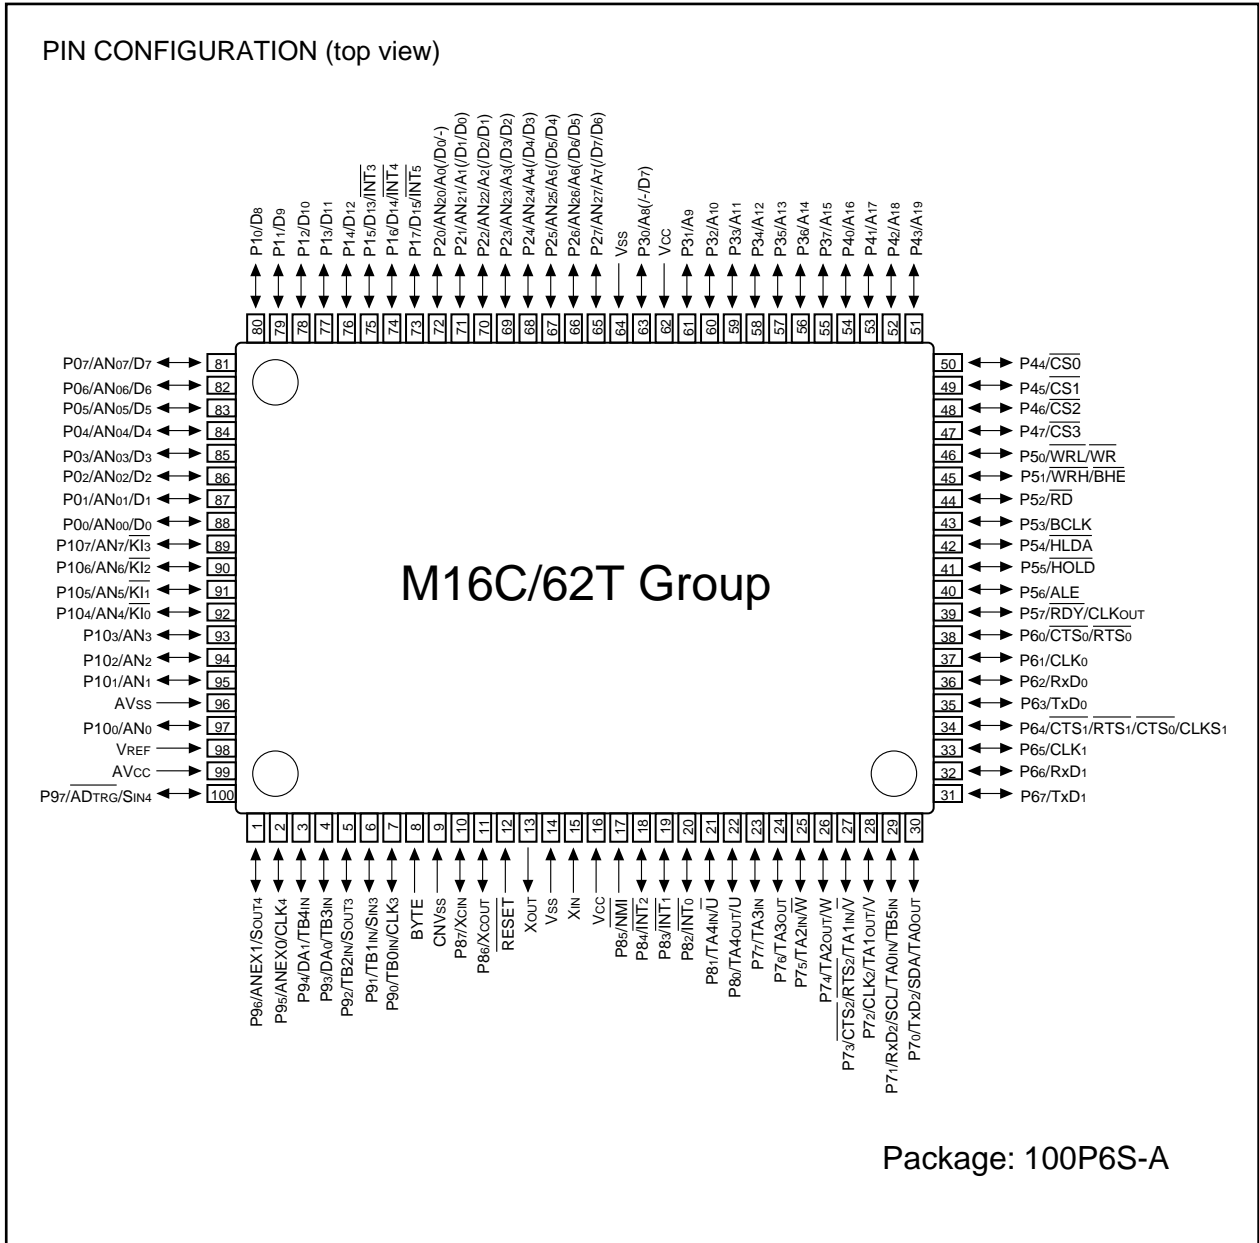 PIN CONFIGURATION (top view)
P10/D8
P11/D9
P12/D10
P13/D11
P14/D12
P15/D13/INT3
P16/D14/INT4
P17/D15/INT5
P20/AN20/A0(/D0/-)
P21/AN21/A1(/D1/D0)
P22/AN22/A2(/D2/D1)
P23/AN23/A3(/D3/D2)
P24/AN24/A4(/D4/D3)
P25/AN25/A5(/D5/D4)
P26/AN26/A6(/D6/D5)
P27/AN27/A7(/D7/D6)
Vss
P30/A8(/-/D7)
Vcc
P31/A9
P32/A10
P33/A11
P34/A12
P35/A13
P36/A14
P37/A15
P40/A16
P41/A17
P42/A18
P43/A19
80 79 78 77 76 75 74 73 72 71 70 69 68 67 66 65 64 63 62 61 60 59 58 57 56 55 54 53 52 51
P07/AN07/D7 81
P06/AN06/D6 82
P05/AN05/D5 83
P04/AN04/D4 84
P03/AN03/D3 85
P02/AN02/D2 86
P01/AN01/D1 87
P00/AN00/D0 88
P107/AN7/KI3 89
P106/AN6/KI2 90
P105/AN5/KI1 91
P104/AN4/KI0 92
P103/AN3 93
P102/AN2 94
P101/AN1 95
AVss 96
P100/AN0 97
VREF 98
AVcc 99
P97/ADTRG/SIN4 100
M16C/62T Group
50 P44/CS0
49 P45/CS1
48 P46/CS2
47 P47/CS3
46 P50/WRL/WR
45 P51/WRH/BHE
44 P52/RD
43 P53/BCLK
42 P54/HLDA
41 P55/HOLD
40 P56/ALE
39 P57/RDY/CLKOUT
38 P60/CTS0/RTS0
37 P61/CLK0
36 P62/RxD0
35 P63/TxD0
34 P64/CTS1/RTS1/CTS0/CLKS1
33 P65/CLK1
32 P66/RxD1
31 P67/TxD1
1 2 3 4 5 6 7 8 9 10 11 12 13 14 15 16 17 18 19 20 21 22 23 24 25 26 27 28 29 30
P96/ANEX1/SOUT4
P95/ANEX0/CLK4
P94/DA1/TB4IN
P93/DA0/TB3IN
P92/TB2IN/SOUT3
P91/TB1IN/SIN3
P90/TB0IN/CLK3
BYTE
CNVss
P87/XCIN
P86/XCOUT
RESET
XOUT
Vss
XIN
Vcc
P85/NMI
P84/INT2
P83/INT1
P82/INT0
P81/TA4IN/U
P80/TA4OUT/U
P77/TA3IN
P76/TA3OUT
P75/TA2IN/W
P74/TA2OUT/W
P73/CTS2/RTS2/TA1IN/V
P72/CLK2/TA1OUT/V
P71/RxD2/SCL/TA0IN/TB5IN
P70/TxD2/SDA/TA0OUT
Package: 100P6S-A